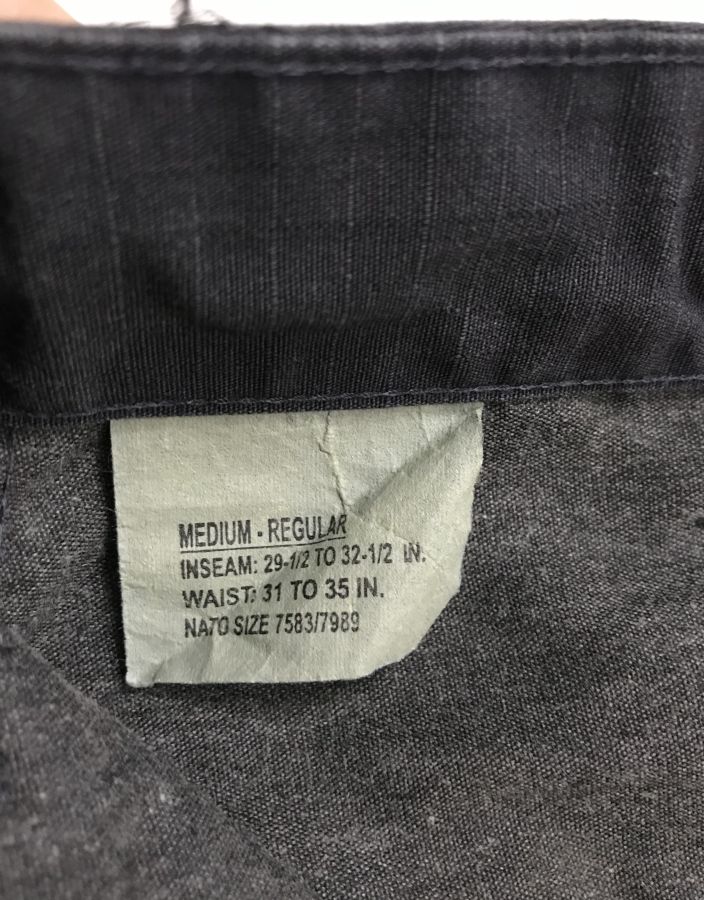 MEDIUM - REGULAR
INSEAM: 29-1/2 TO 32-1/2 IN.
WAIST: 31 TO 35 IN.
NATO SIZE 7583/7989